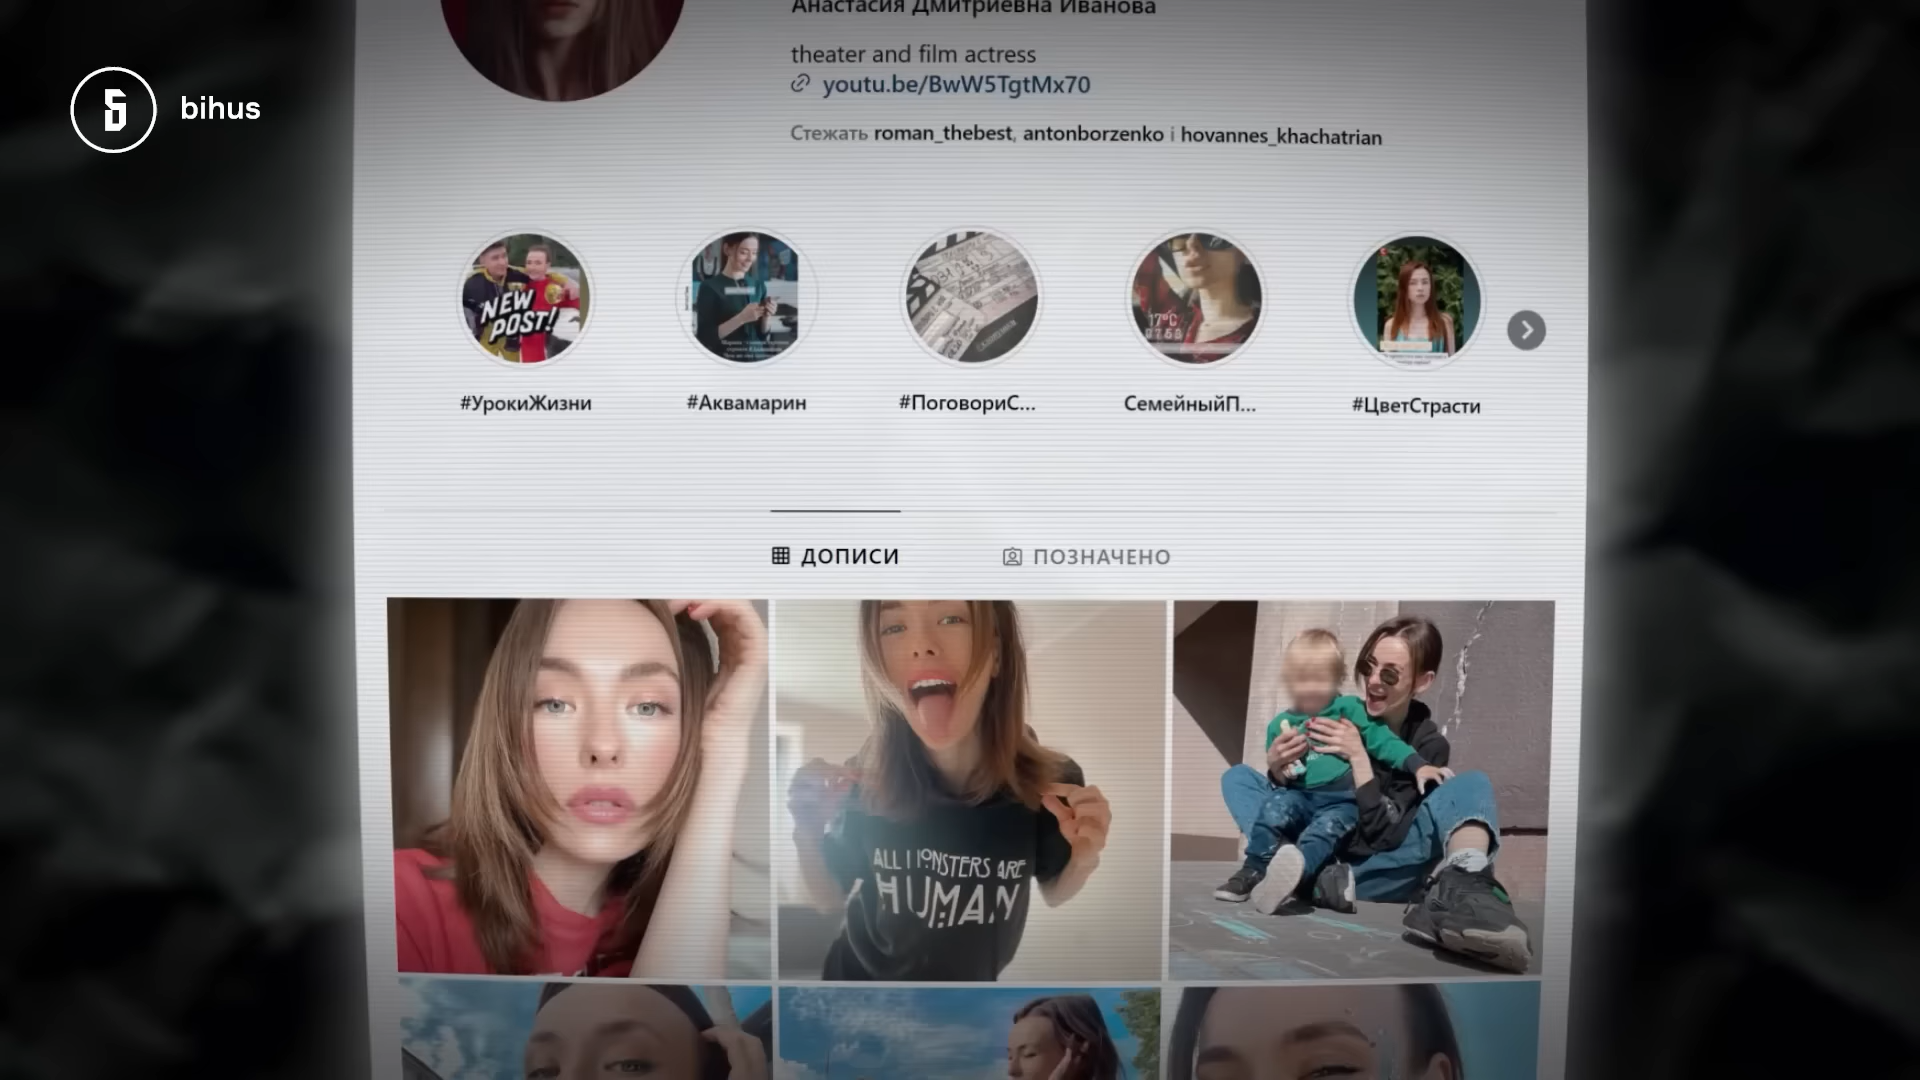 Анастасия Дмитриевна Иванова
bihus
theater and film actress
youtu.be/BwW5TgtMx70
Стежать roman_thebest, antonborzenko і hovannes_khachatrian
NEW
POST!
17°C
#УрокиЖизни
#Аквамарин
#ПоговориС...
СемейныйП...
#ЦветСтрасти
ДОПИСИ
ПОЗНАЧЕНО
ALL MONSTERS ARE
HUMAN